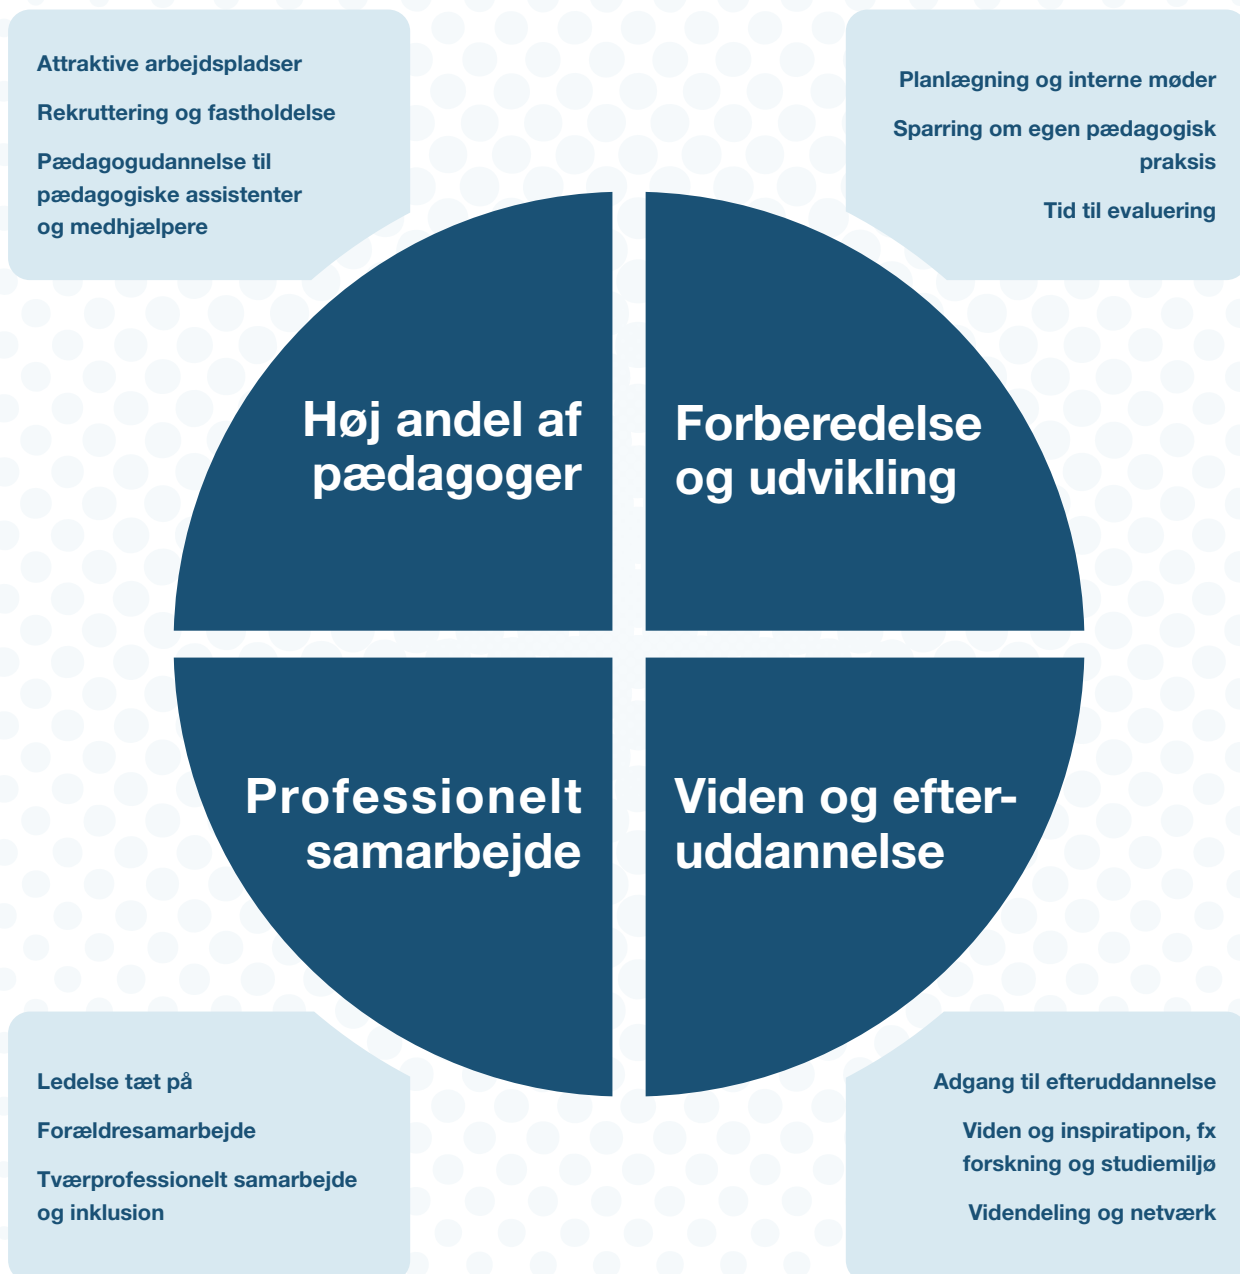 Attraktive arbejdspladser
Rekruttering og fastholdelse
Pædagogudannelse til
pædagogiske assistenter
og medhjælpere
Planlægning og interne møder
Sparring om egen pædagogisk
praksis
Tid til evaluering
Høj andel af
pædagoger
Forberedelse
og udvikling
Professionelt
samarbejde
Viden og efter-
uddannelse
Ledelse tæt på
Forældresamarbejde
Tværprofessionelt samarbejde
og inklusion
Adgang til efteruddannelse
Viden og inspiratipon, fx
forskning og studiemiljø
Videndeling og netværk